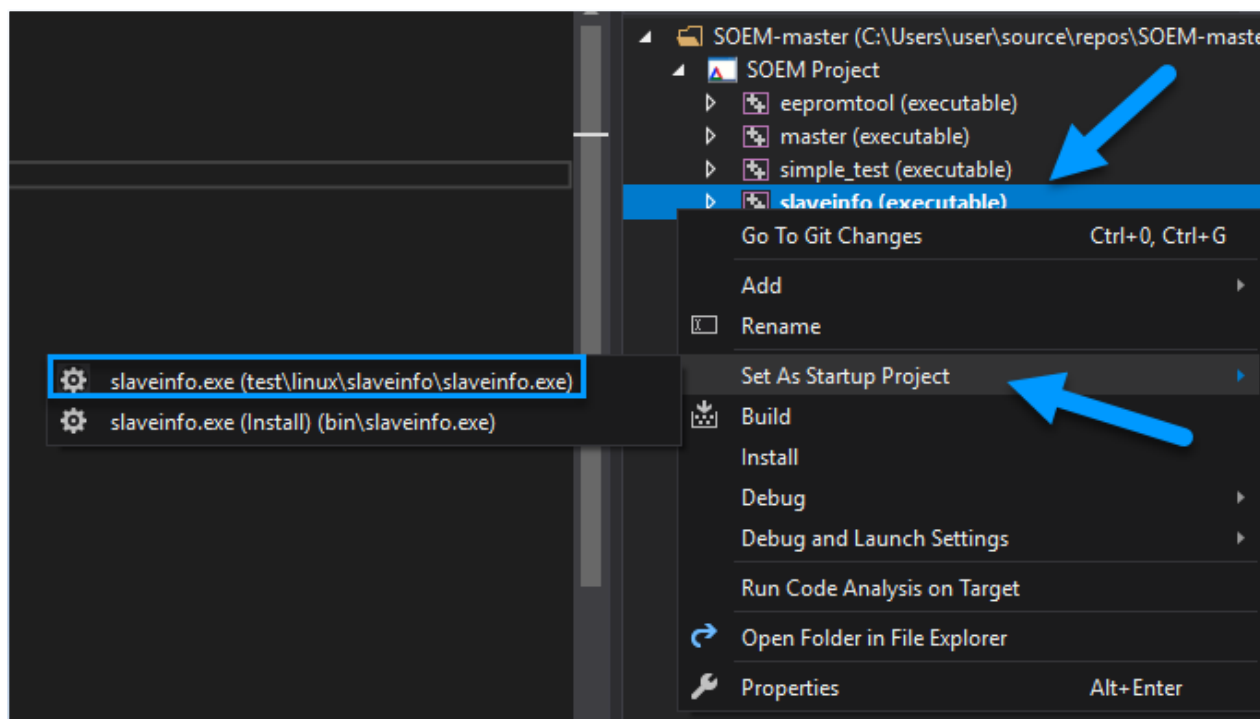 SOEM-master (C:\Users\user\source\repos\SOEM-maste
SOEM Project
eepromtool (executable)
master (executable)
simple_test (executable)
slaveinfo (executable)
Go To Git Changes Ctrl+0, Ctrl+G
Add
Rename
Set As Startup Project
slaveinfo.exe (test\linux\slaveinfo\slaveinfo.exe)
slaveinfo.exe (Install) (bin\slaveinfo.exe)
Build
Install
Debug
Debug and Launch Settings
Run Code Analysis on Target
Open Folder in File Explorer
Properties Alt+Enter